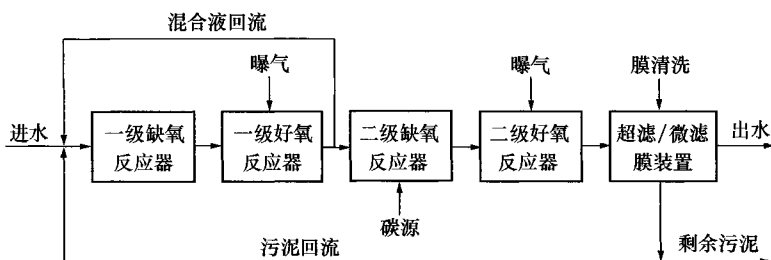 混合液回流
曝气
曝气
膜清洗
进水
一级缺氧
反应器
一级好氧
反应器
二级缺氧
反应器
二级好氧
反应器
超滤/微滤
膜装置
出水
碳源
污泥回流
剩余污泥